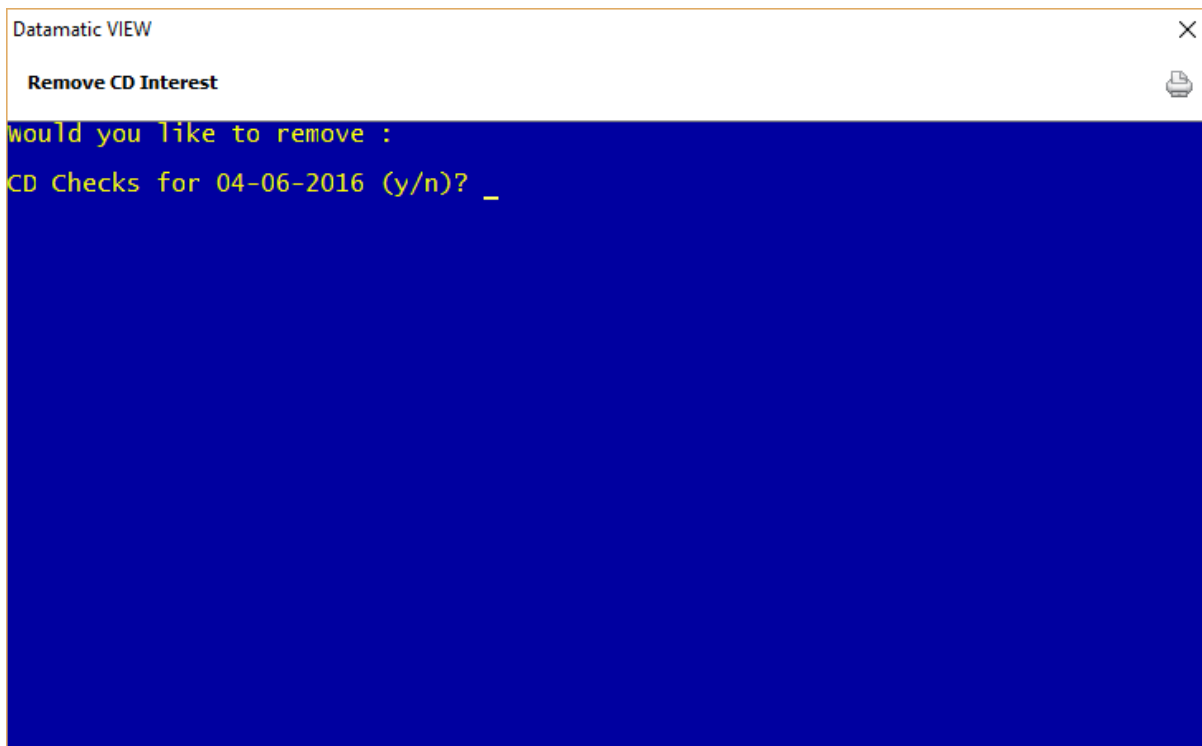 Datamatic VIEW
Remove CD Interest
Would you like to remove :
CD Checks for 04-06-2016 (y/n)? _